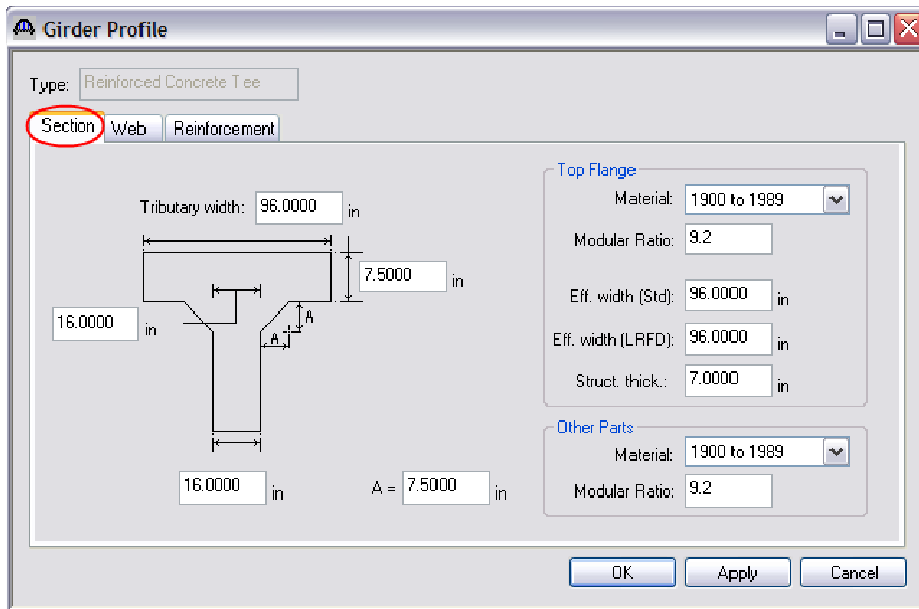 Girder Profile
Type: Reinforced Concrete Tee
Section Web Reinforcement
Tributary width: 96.0000 in
7.5000 in
16.0000 in
A
A
16.0000 in
A = 7.5000 in
Top Flange
Material: 1900 to 1989
Modular Ratio: 9.2
Eff. width (Std): 96.0000 in
Eff. width (LRFD): 96.0000 in
Struct. thick.: 7.0000 in
Other Parts
Material: 1900 to 1989
Modular Ratio: 9.2
OK Apply Cancel